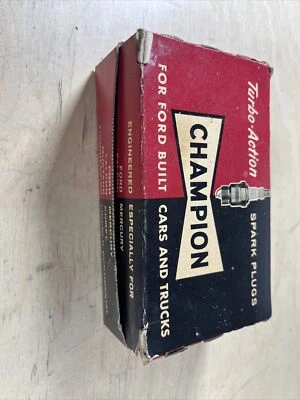 Turbo-Action
SPARK PLUGS
CHAMPION
FOR FORD BUILT CARS AND TRUCKS
ENGINEERED ESPECIALLY FOR
FORD MERCURY